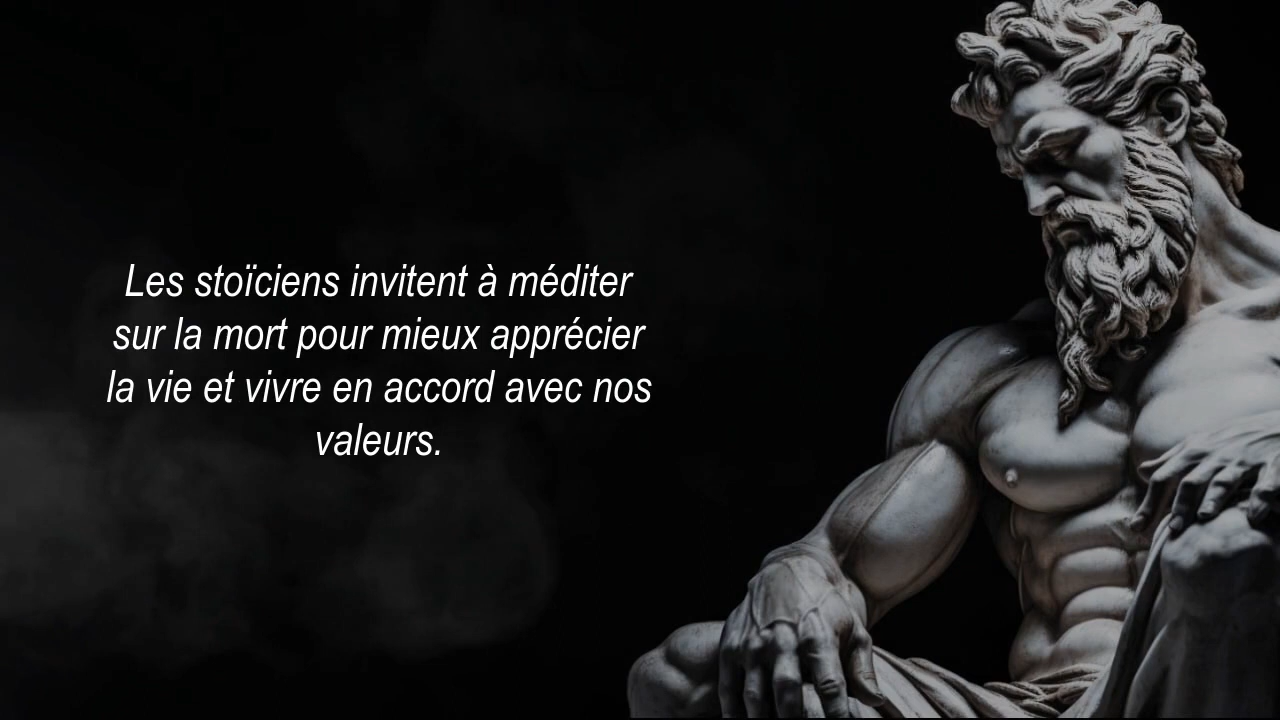 Les stoïciens invitent à méditer
sur la mort pour mieux apprécier
la vie et vivre en accord avec nos
valeurs.